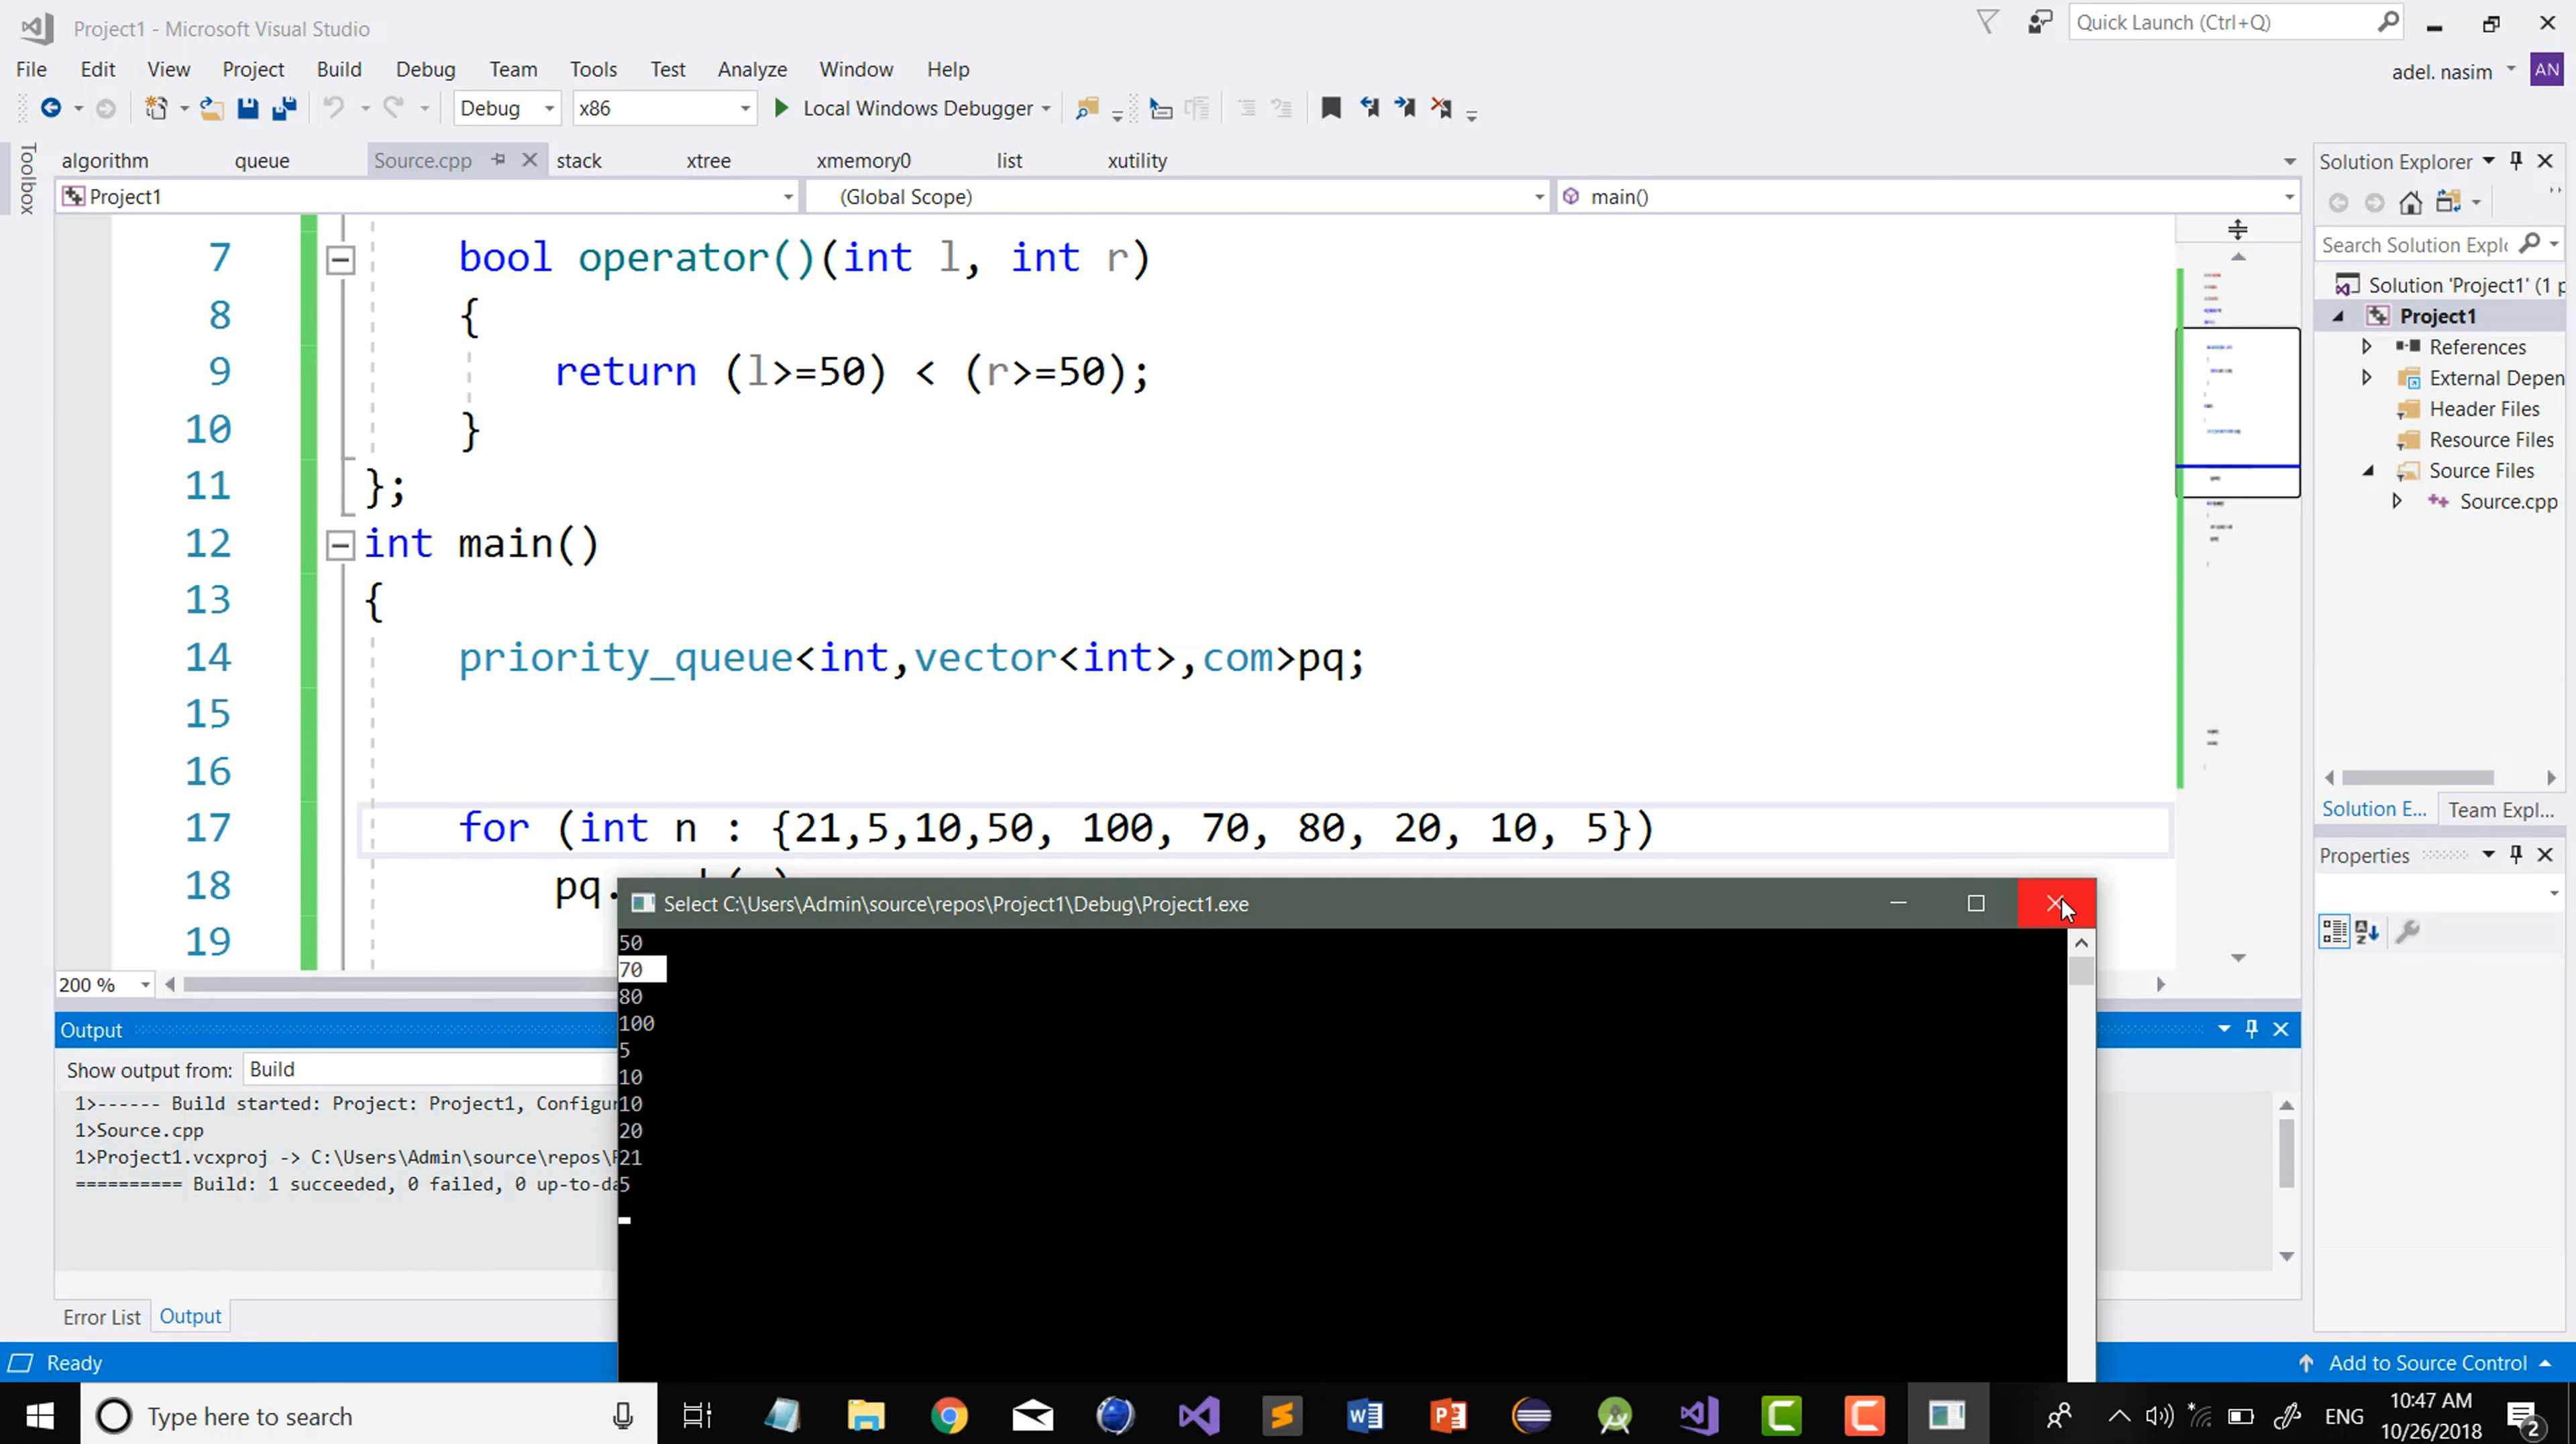 Project1 - Microsoft Visual Studio
Quick Launch (Ctrl+Q)
File Edit View Project Build Debug Team Tools Test Analyze Window Help
adel. nasim AN
Debug x86 Local Windows Debugger
Toolbox
algorithm queue Source.cpp stack xtree xmemory0 list xutility
Project1 (Global Scope) main()
7 bool operator()(int l, int r)
8 {
9 return (l>=50) < (r>=50);
10 }
11 };
12 int main()
13 {
14 priority_queue<int,vector<int>,com>pq;
15
16
17 for (int n : {21,5,10,50, 100, 70, 80, 20, 10, 5})
18 pq.
19
200 %
Select C:\Users\Admin\source\repos\Project1\Debug\Project1.exe
50
70
80
100
5
10
10
20
21
5
Output
Show output from: Build
1>------ Build started: Project: Project1, Configur
1>Source.cpp
1>Project1.vcxproj -> C:\Users\Admin\source\repos\
========== Build: 1 succeeded, 0 failed, 0 up-to-da
Error List Output
Solution Explorer
Search Solution Explo
Solution 'Project1' (1 p
Project1
References
External Depen
Header Files
Resource Files
Source Files
Source.cpp
Solution E... Team Expl...
Properties
Ready
Add to Source Control
Type here to search
ENG
10:47 AM
10/26/2018
2